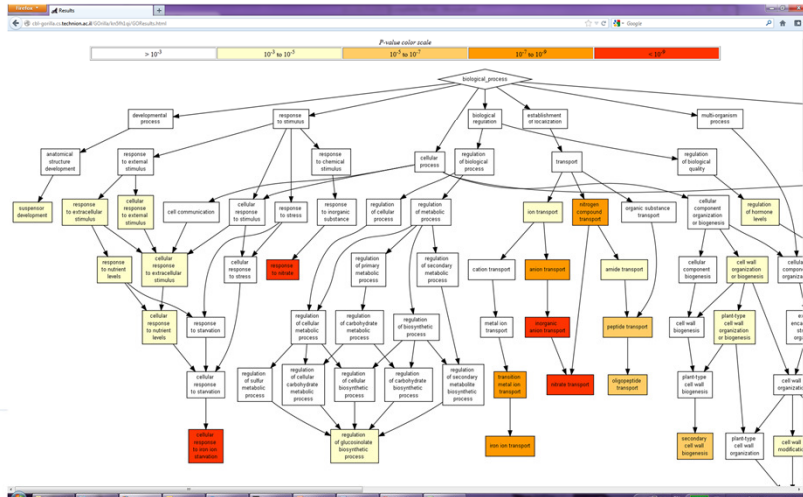 Firefox
Results
cbl-gorilla.cs.technion.ac.il/GOrilla/
/GOResults.html
Google
P-value color scale
> 10-3
10-3 to 10-5
10-5 to 10-7
10-7 to 10-9
< 10-9
biological_process
developmental
process
response
to stimulus
biological
regulation
establishment
of localization
multi-organism
process
anatomical
structure
development
response
to external
stimulus
response
to chemical
stimulus
cellular
process
regulation
of biological
process
transport
regulation
of biological
quality
suspensor
development
response
to extracellular
stimulus
cellular
response
to external
stimulus
cell communication
cellular
response
to stimulus
response
to stress
response
to inorganic
substance
regulation
of cellular
process
regulation
of metabolic
process
ion transport
nitrogen
compound
transport
organic substance
transport
cellular
component
organization
or biogenesis
regulation
of hormone
levels
response
to nutrient
levels
cellular
response
to extracellular
stimulus
cellular
response
to stress
response
to nitrate
regulation
of primary
metabolic
process
regulation
of secondary
metabolic
process
cation transport
anion transport
amide transport
cellular
component
biogenesis
cell wall
organization
or biogenesis
cellular
compo
organiz
cellular
response
to nutrient
levels
response
to starvation
regulation
of cellular
metabolic
process
regulation
of carbohydrate
metabolic
process
regulation
of biosynthetic
process
metal ion
transport
inorganic
anion transport
peptide transport
cell wall
biogenesis
plant-type
cell wall
organization
or biogenesis
cellular
response
to starvation
regulation
of sulfur
metabolic
process
regulation
of cellular
carbohydrate
metabolic
process
regulation
of cellular
biosynthetic
process
regulation
of carbohydrate
biosynthetic
process
regulation
of secondary
metabolite
biosynthetic
process
transition
metal ion
transport
nitrate transport
oligopeptide
transport
plant-type
cell wall
biogenesis
cell wall
organization
cellular
response
to iron ion
starvation
regulation
of glucosinolate
biosynthetic
process
iron ion transport
secondary
cell wall
biogenesis
plant-type
cell wall
organization
cell wall
modification